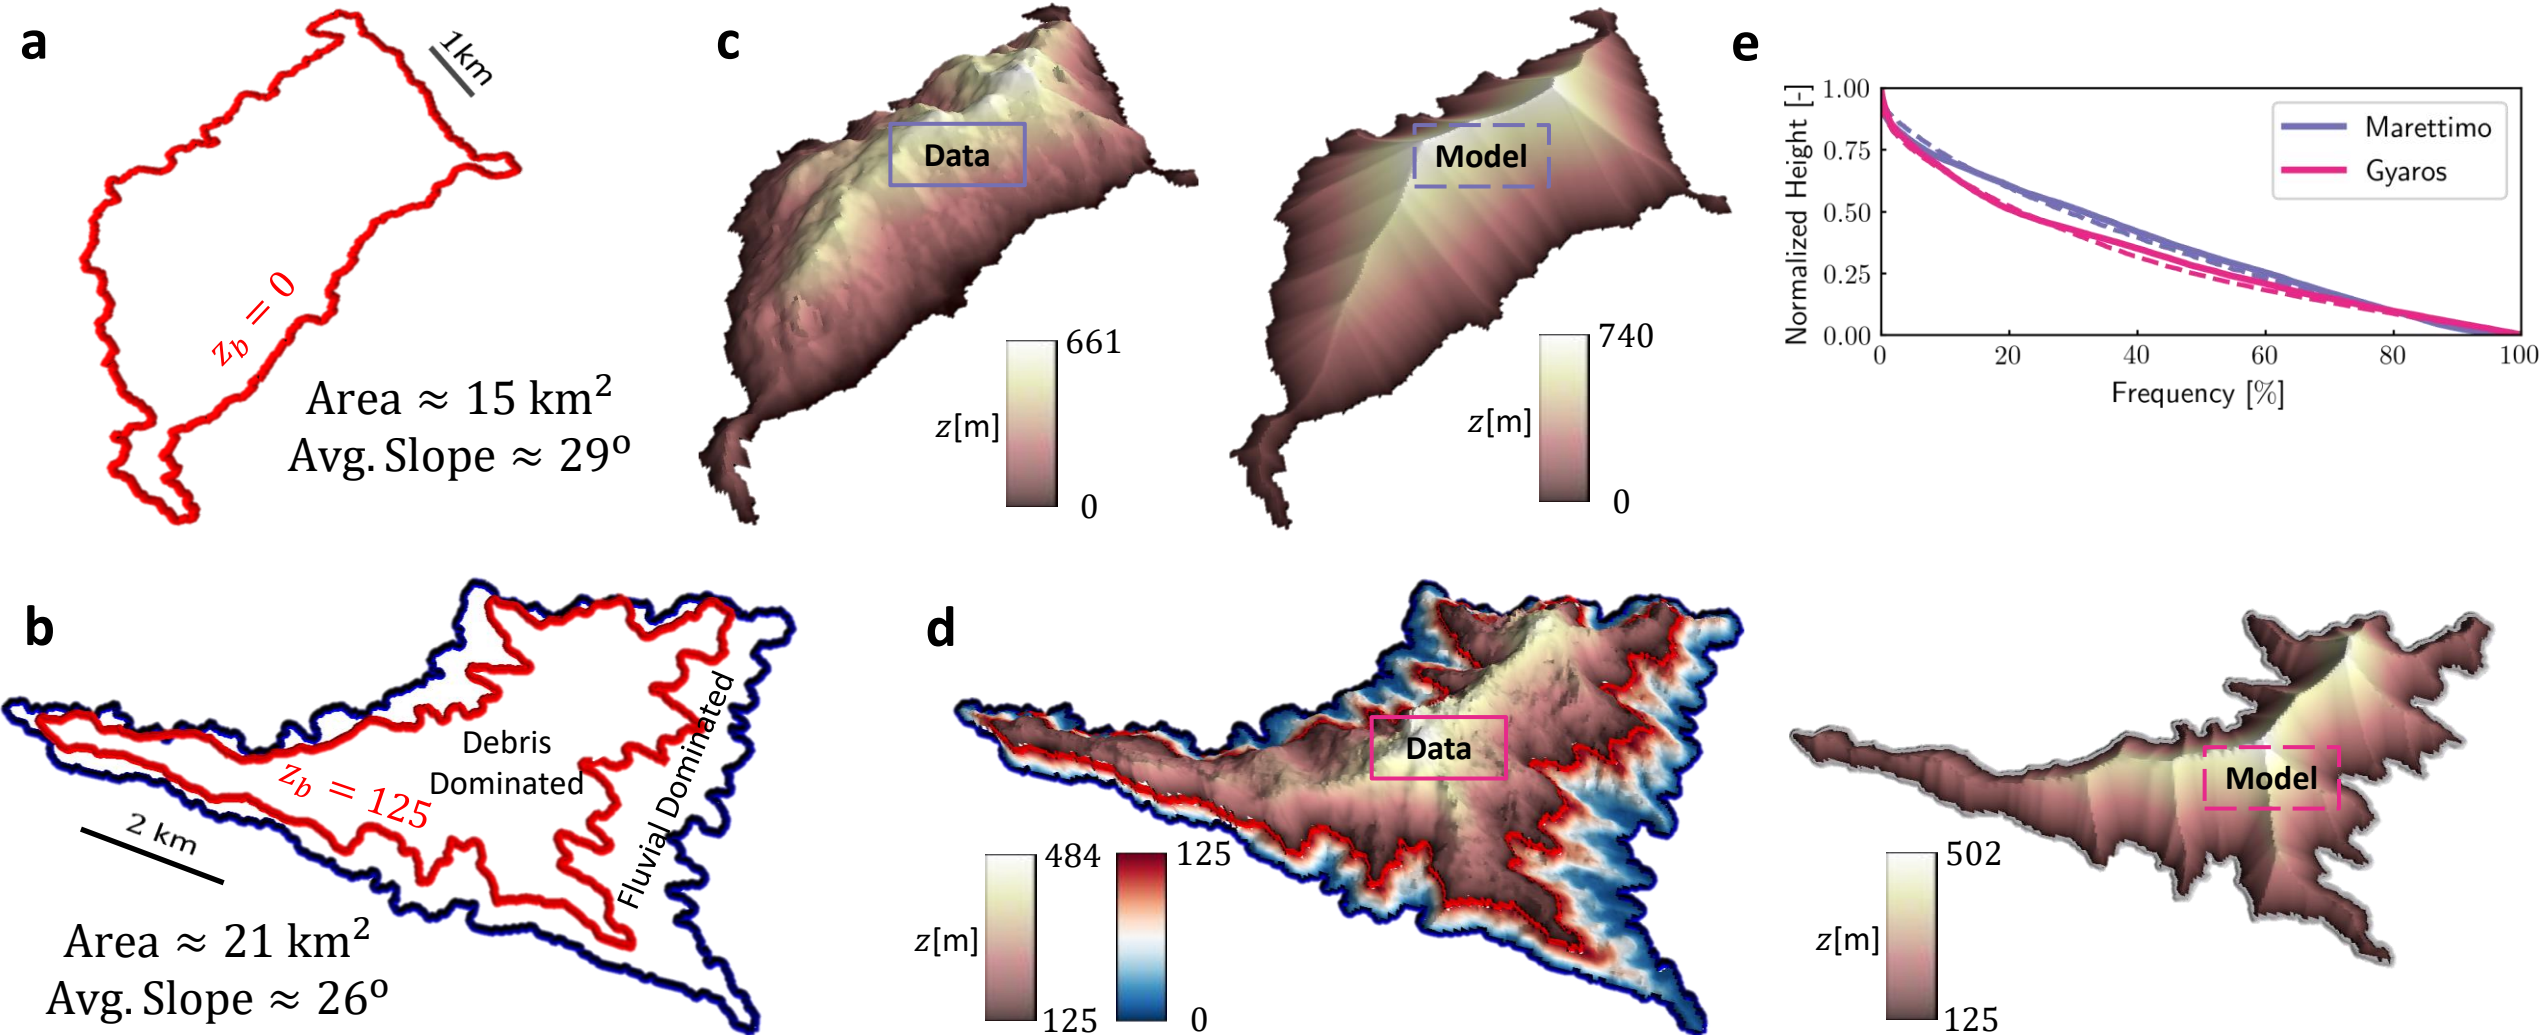 a
1km
z_b = 0
Area ≈ 15 km²
Avg. Slope ≈ 29º
c
Data
661
z[m]
0
Model
740
z[m]
0
e
Normalized Height [-]
1.00
0.75
0.50
0.25
0.00
Marettimo
Gyaros
0 20 40 60 80 100
Frequency [%]
b
Debris
Dominated
Fluvial Dominated
z_b = 125
2 km
Area ≈ 21 km²
Avg. Slope ≈ 26º
d
Data
484
z[m]
125
125
0
Model
502
z[m]
125